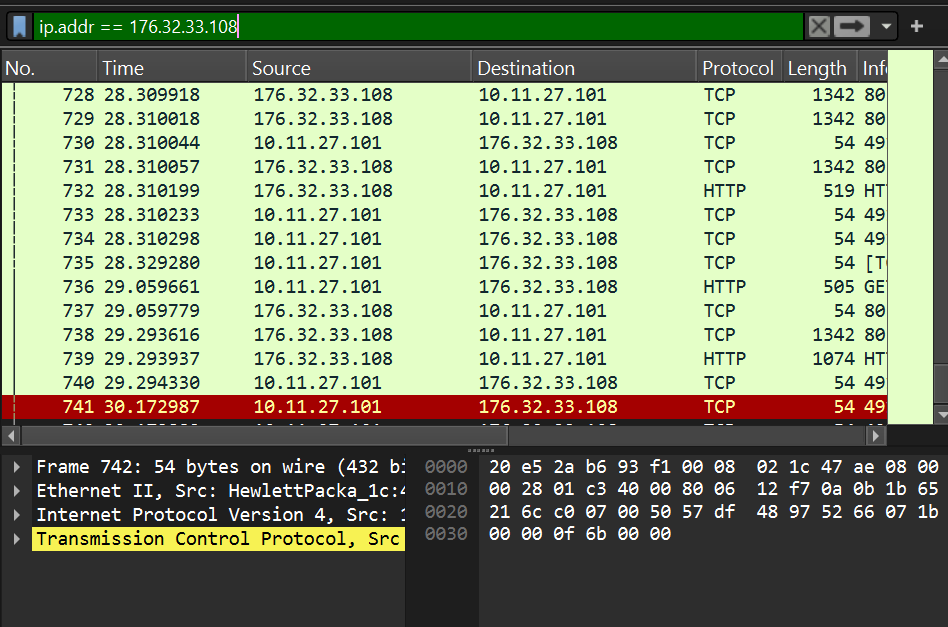 ip.addr == 176.32.33.108
No. Time Source Destination Protocol Length Inf
728 28.309918 176.32.33.108 10.11.27.101 TCP 1342 80
729 28.310018 176.32.33.108 10.11.27.101 TCP 1342 80
730 28.310044 10.11.27.101 176.32.33.108 TCP 54 49
731 28.310057 176.32.33.108 10.11.27.101 TCP 1342 80
732 28.310199 176.32.33.108 10.11.27.101 HTTP 519 HT
733 28.310233 10.11.27.101 176.32.33.108 TCP 54 49
734 28.310298 10.11.27.101 176.32.33.108 TCP 54 49
735 28.329280 10.11.27.101 176.32.33.108 TCP 54 [T
736 29.059661 10.11.27.101 176.32.33.108 HTTP 505 GE
737 29.059779 176.32.33.108 10.11.27.101 TCP 54 80
738 29.293616 176.32.33.108 10.11.27.101 TCP 1342 80
739 29.293937 176.32.33.108 10.11.27.101 HTTP 1074 HT
740 29.294330 10.11.27.101 176.32.33.108 TCP 54 49
741 30.172987 10.11.27.101 176.32.33.108 TCP 54 49
Frame 742: 54 bytes on wire (432 bi
Ethernet II, Src: HewlettPacka_1c:4
Internet Protocol Version 4, Src: 1
Transmission Control Protocol, Src
0000 20 e5 2a b6 93 f1 00 08 02 1c 47 ae 08 00
0010 00 28 01 c3 40 00 80 06 12 f7 0a 0b 1b 65
0020 21 6c c0 07 00 50 57 df 48 97 52 66 07 1b
0030 00 00 0f 6b 00 00